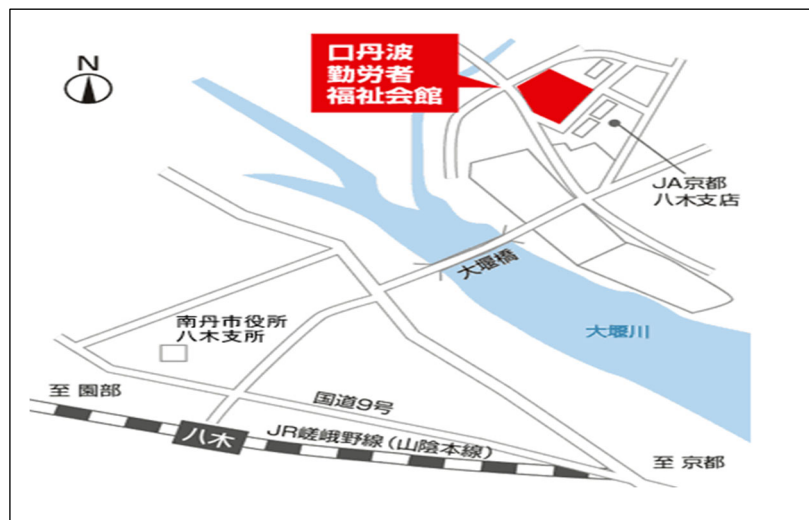 N
口丹波
勤労者
福祉会館
JA京都
八木支店
大堰橋
大堰川
南丹市役所
八木支所
至 園部
国道9号
八木
JR嵯峨野線(山陰本線)
至 京都